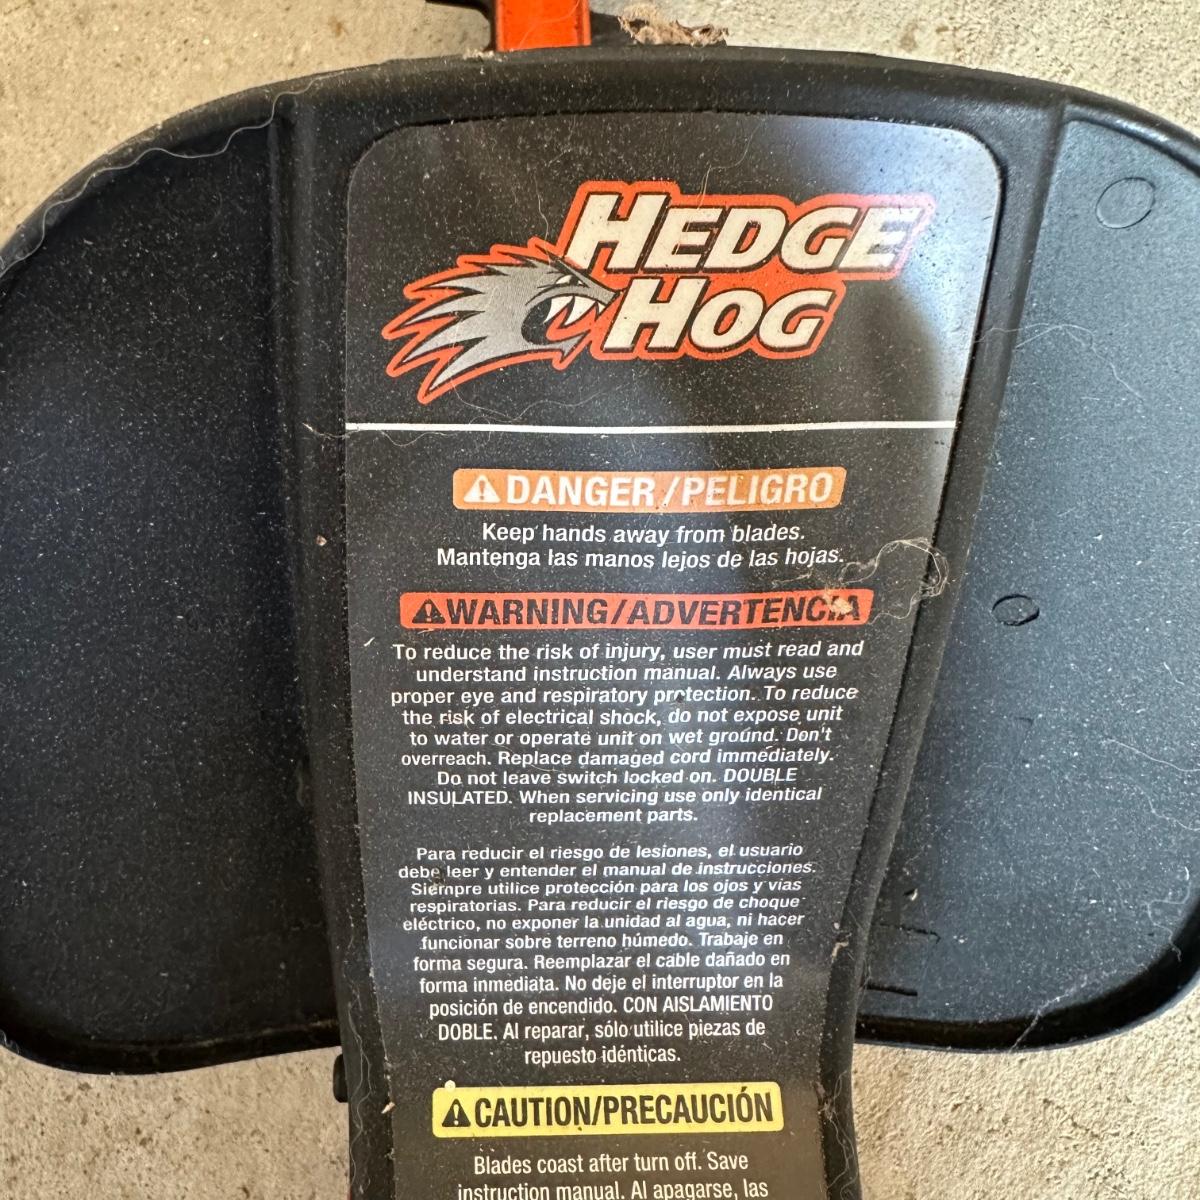 HEDGE
HOG
DANGER/PELIGRO
Keep hands away from blades.
Mantenga las manos lejos de las hojas.
WARNING/ADVERTENCIA
To reduce the risk of injury, user must read and
understand instruction manual. Always use
proper eye and respiratory protection. To reduce
the risk of electrical shock, do not expose unit
to water or operate unit on wet ground. Don't
overreach. Replace damaged cord immediately.
Do not leave switch locked on. DOUBLE
INSULATED. When servicing use only identical
replacement parts.
Para reducir el riesgo de lesiones, el usuario
debe leer y entender el manual de instrucciones.
Siempre utilice protección para los ojos y vías
respiratorias. Para reducir el riesgo de choque
eléctrico, no exponer la unidad al agua, ni hacer
funcionar sobre terreno húmedo. Trabaje en
forma segura. Reemplazar el cable dañado en
forma inmediata. No deje el interruptor en la
posición de encendido. CON AISLAMIENTO
DOBLE. Al reparar, sólo utilice piezas de
repuesto idénticas.
CAUTION/PRECAUCIÓN
Blades coast after turn off. Save
instruction manual. Al apagarse, las